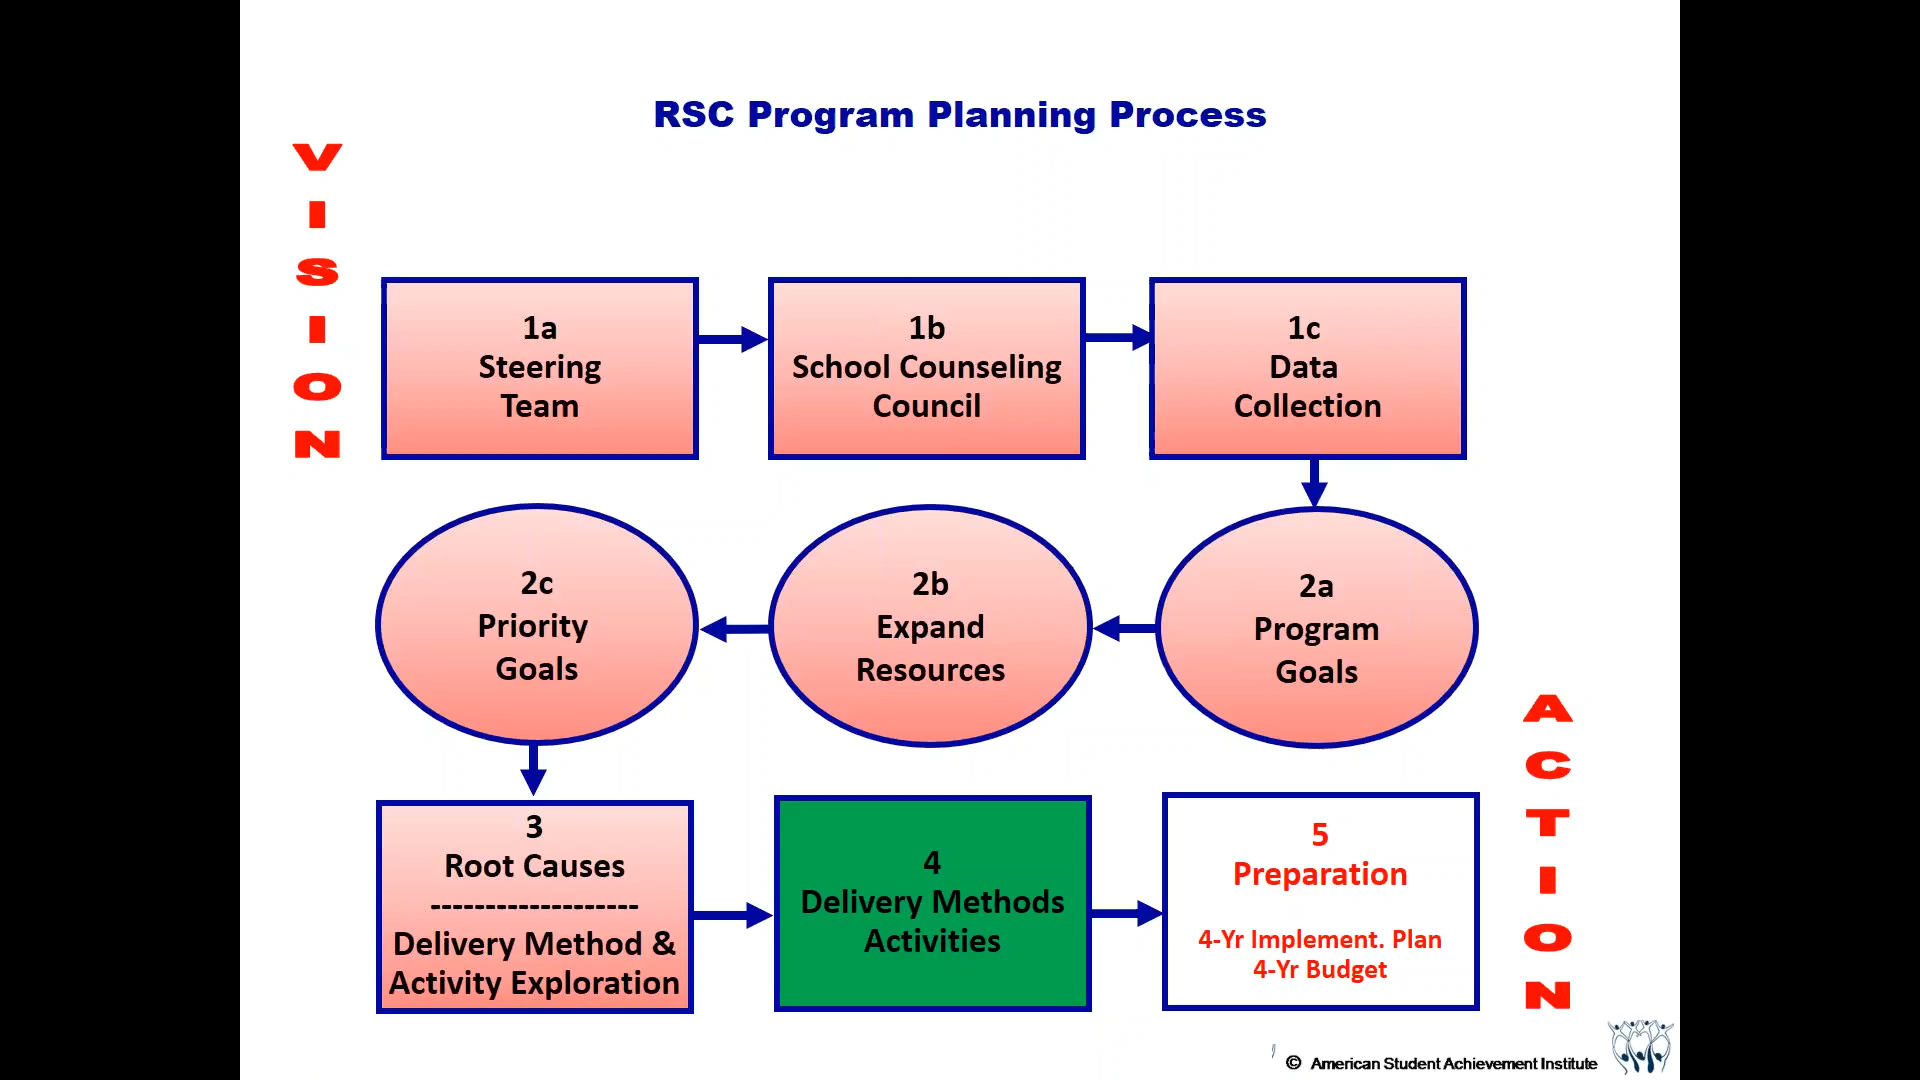 RSC Program Planning Process
VISION
1a
Steering
Team
1b
School Counseling
Council
1c
Data
Collection
2c
Priority
Goals
2b
Expand
Resources
2a
Program
Goals
3
Root Causes
-------------------
Delivery Method &
Activity Exploration
4
Delivery Methods
Activities
5
Preparation
4-Yr Implement. Plan
4-Yr Budget
ACTION
© American Student Achievement Institute